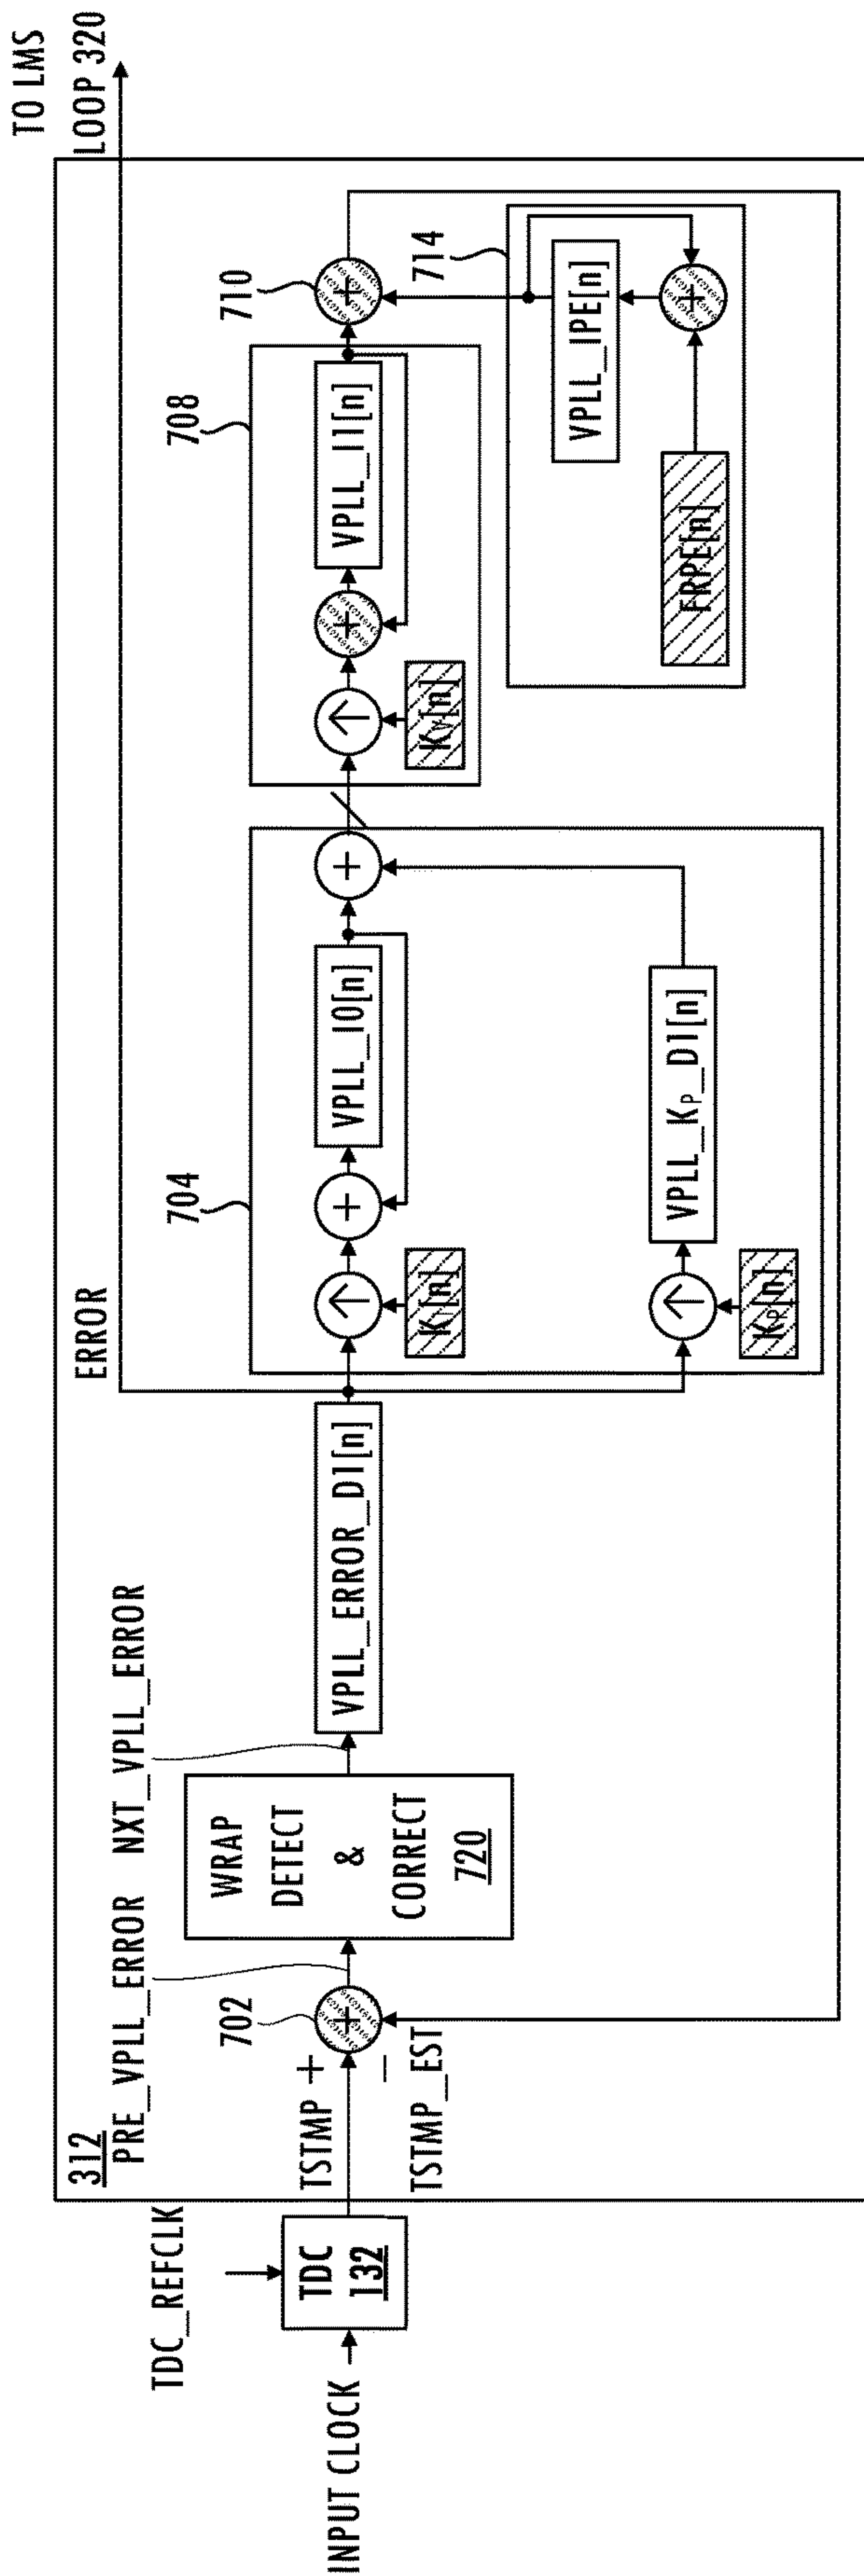 TO LMS
LOOP 320
ERROR
312
PRE_VPLL_ERROR
NXT_VPLL_ERROR
TDC_REFCLK
INPUT CLOCK
TDC
132
TSTMP
+
−
TSTMP_EST
702
+
WRAP
DETECT
&
CORRECT
720
VPLL_ERROR_D1[n]
704
KI[n]
+
VPLL_I0[n]
+
KP[n]
VPLL_KP_D1[n]
708
KV[n]
+
VPLL_I1[n]
710
+
714
VPLL_IPE[n]
+
FRPE[n]